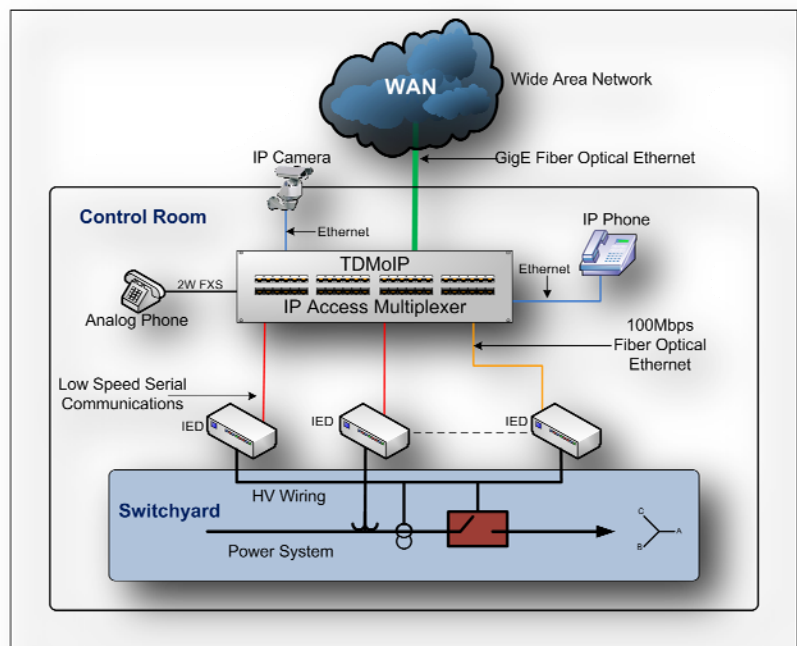 WAN
Wide Area Network
GigE Fiber Optical Ethernet
IP Camera
Control Room
Ethernet
IP Phone
TDMoIP
IP Access Multiplexer
Ethernet
2W FXS
Analog Phone
100Mbps
Fiber Optical
Ethernet
Low Speed Serial
Communications
IED
IED
IED
HV Wiring
Switchyard
Power System
C
A
B